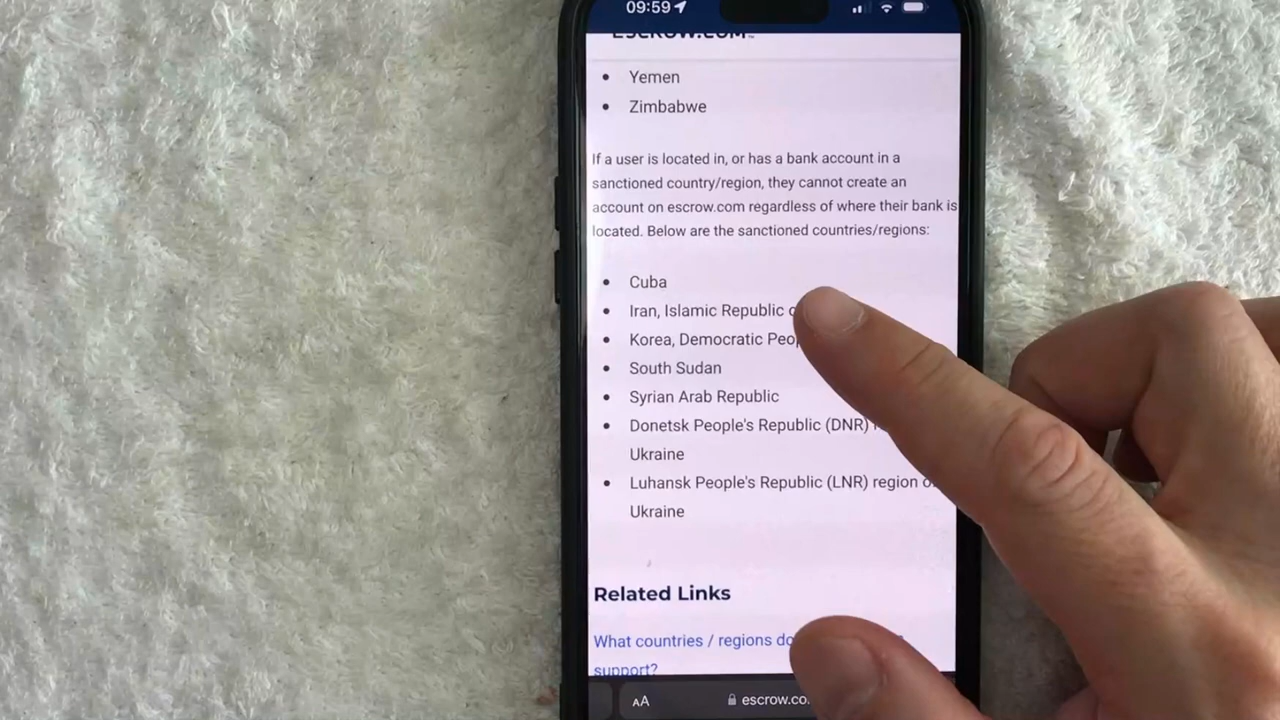 09:59
ESCROW.COM
Yemen
Zimbabwe
If a user is located in, or has a bank account in a
sanctioned country/region, they cannot create an
account on escrow.com regardless of where their bank is
located. Below are the sanctioned countries/regions:
Cuba
Iran, Islamic Republic
Korea, Democratic
South Sudan
Syrian Arab Republic
Donetsk People's Republic (DNR)
Ukraine
Luhansk People's Republic (LNR) region
Ukraine
Related Links
What countries / regions
support?
AA